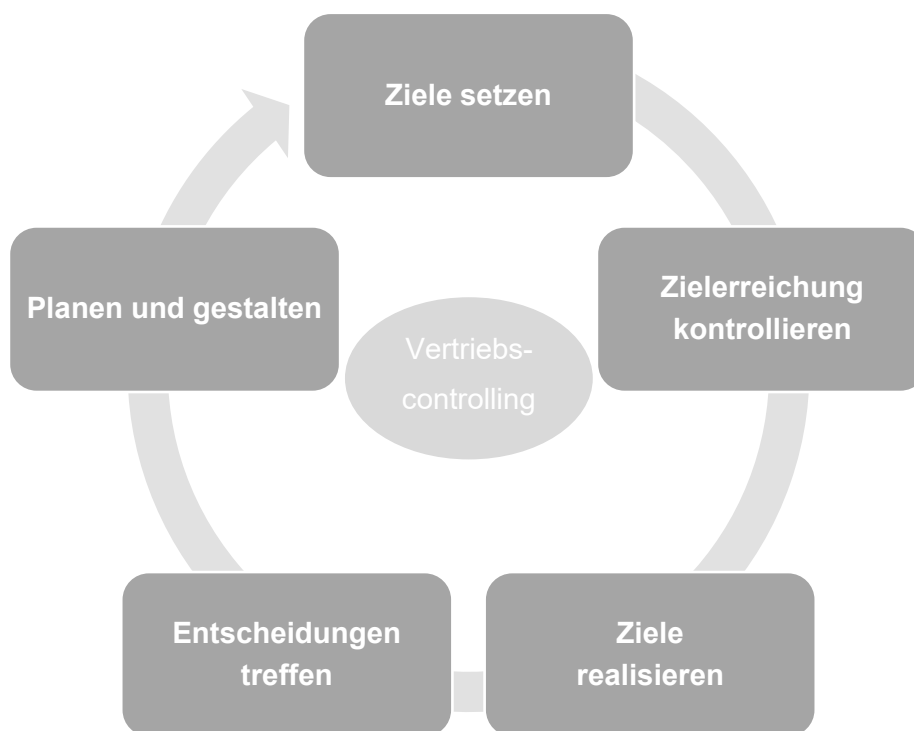 Ziele setzen
Zielerreichung
kontrollieren
Ziele
realisieren
Entscheidungen
treffen
Planen und gestalten
Vertriebs-
controlling